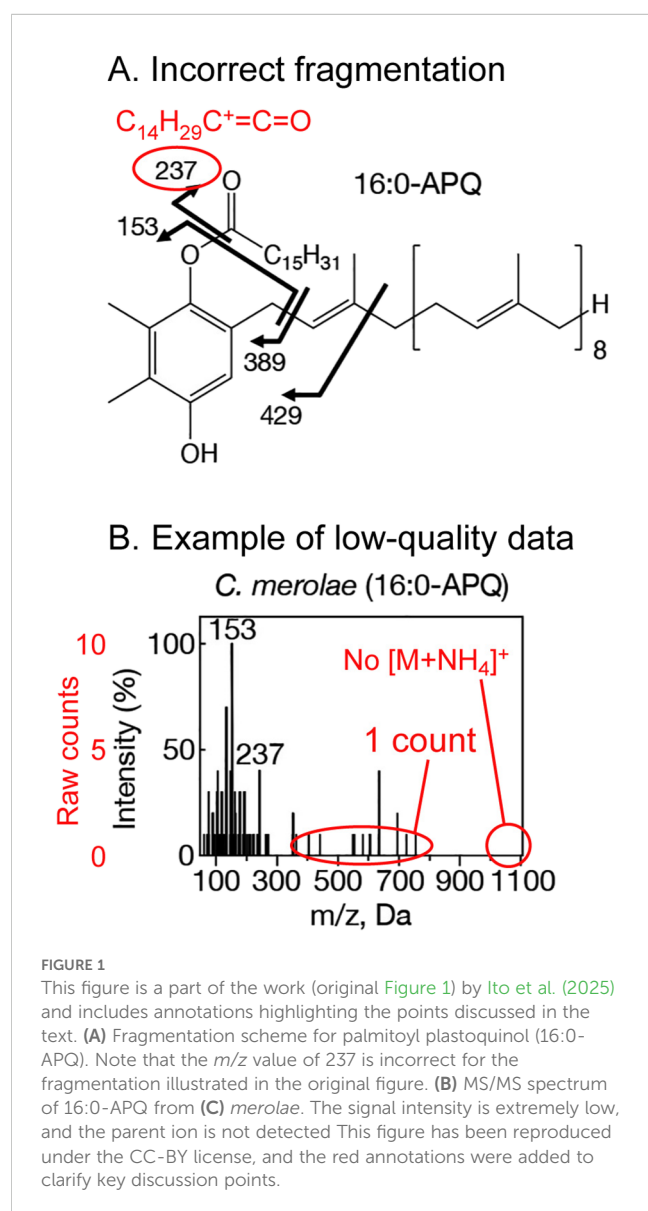 A. Incorrect fragmentation
C14H29C+=C=O
237
O
16:0-APQ
153
O
C15H31
H
8
389
429
OH
B. Example of low-quality data
C. merolae (16:0-APQ)
Raw counts
10
5
0
Intensity (%)
100
50
0
153
237
No [M+NH4]+
1 count
100 300 500 700 900 1100
m/z, Da
FIGURE 1
This figure is a part of the work (original Figure 1) by Ito et al. (2025)
and includes annotations highlighting the points discussed in the
text. (A) Fragmentation scheme for palmitoyl plastoquinol (16:0-
APQ). Note that the m/z value of 237 is incorrect for the
fragmentation illustrated in the original figure. (B) MS/MS spectrum
of 16:0-APQ from (C) merolae. The signal intensity is extremely low,
and the parent ion is not detected This figure has been reproduced
under the CC-BY license, and the red annotations were added to
clarify key discussion points.